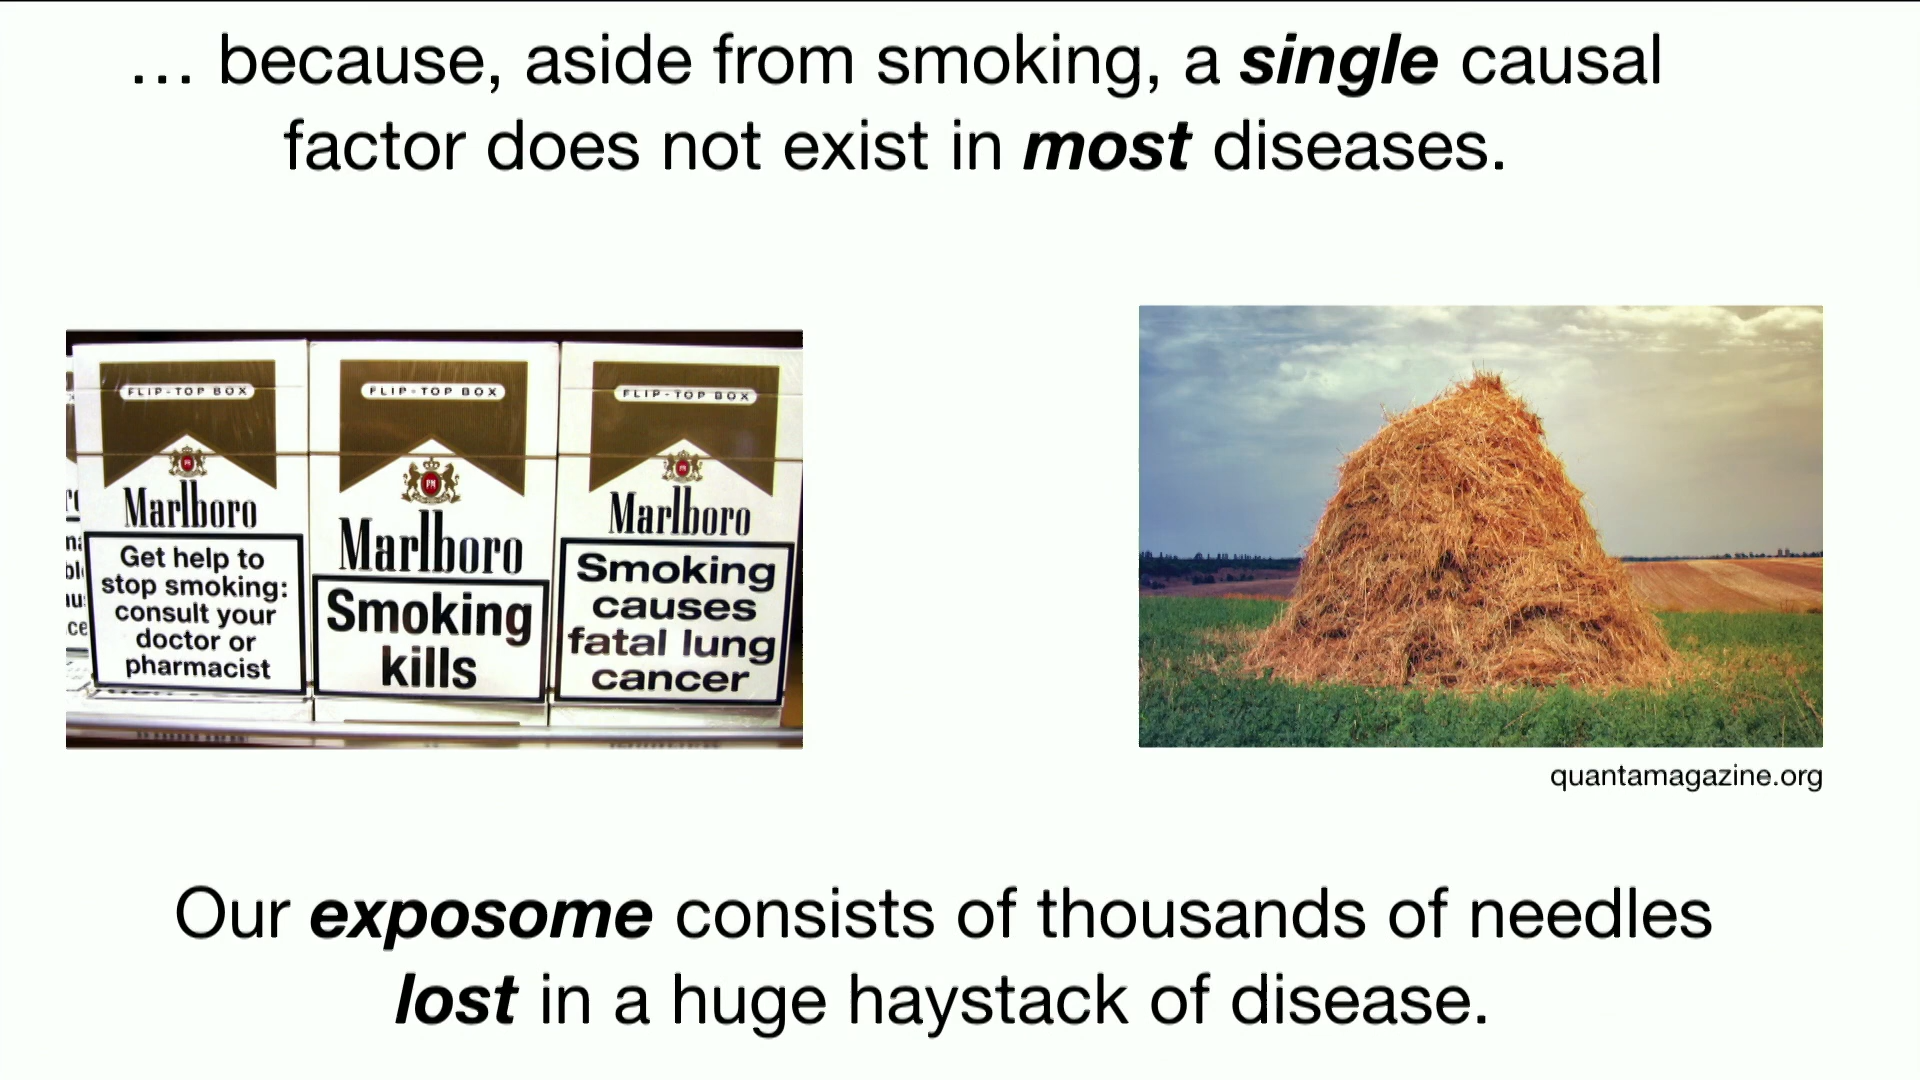 ... because, aside from smoking, a single causal
factor does not exist in most diseases.
FLIP-TOP BOX
Marlboro
Get help to
stop smoking:
consult your
doctor or
pharmacist
FLIP-TOP BOX
PM
Marlboro
Smoking
kills
FLIP-TOP BOX
Marlboro
Smoking
causes
fatal lung
cancer
quantamagazine.org
Our exposome consists of thousands of needles
lost in a huge haystack of disease.